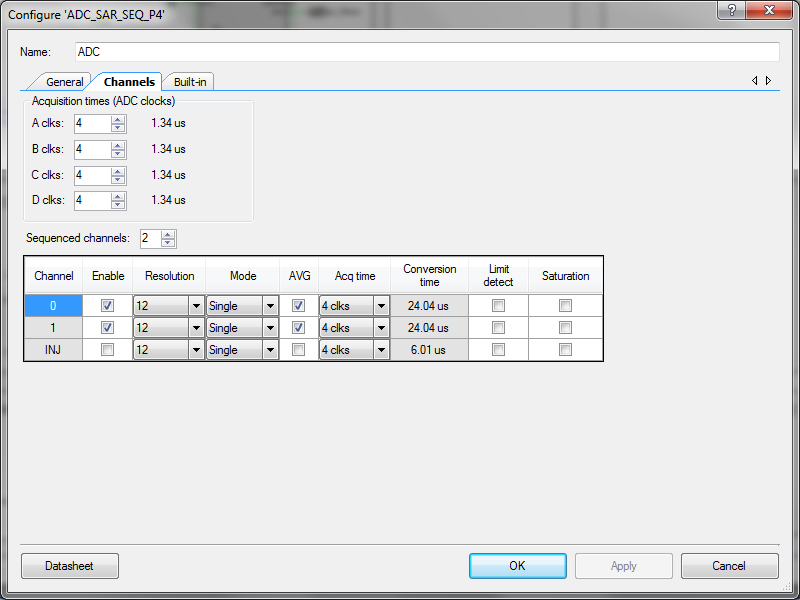 Configure 'ADC_SAR_SEQ_P4'
Name: ADC
General Channels Built-in
Acquisition times (ADC clocks)
A clks: 4 1.34 us
B clks: 4 1.34 us
C clks: 4 1.34 us
D clks: 4 1.34 us
Sequenced channels: 2
Channel Enable Resolution Mode AVG Acq time Conversion time Limit detect Saturation
0 12 Single 4 clks 24.04 us
1 12 Single 4 clks 24.04 us
INJ 12 Single 4 clks 6.01 us
Datasheet OK Apply Cancel